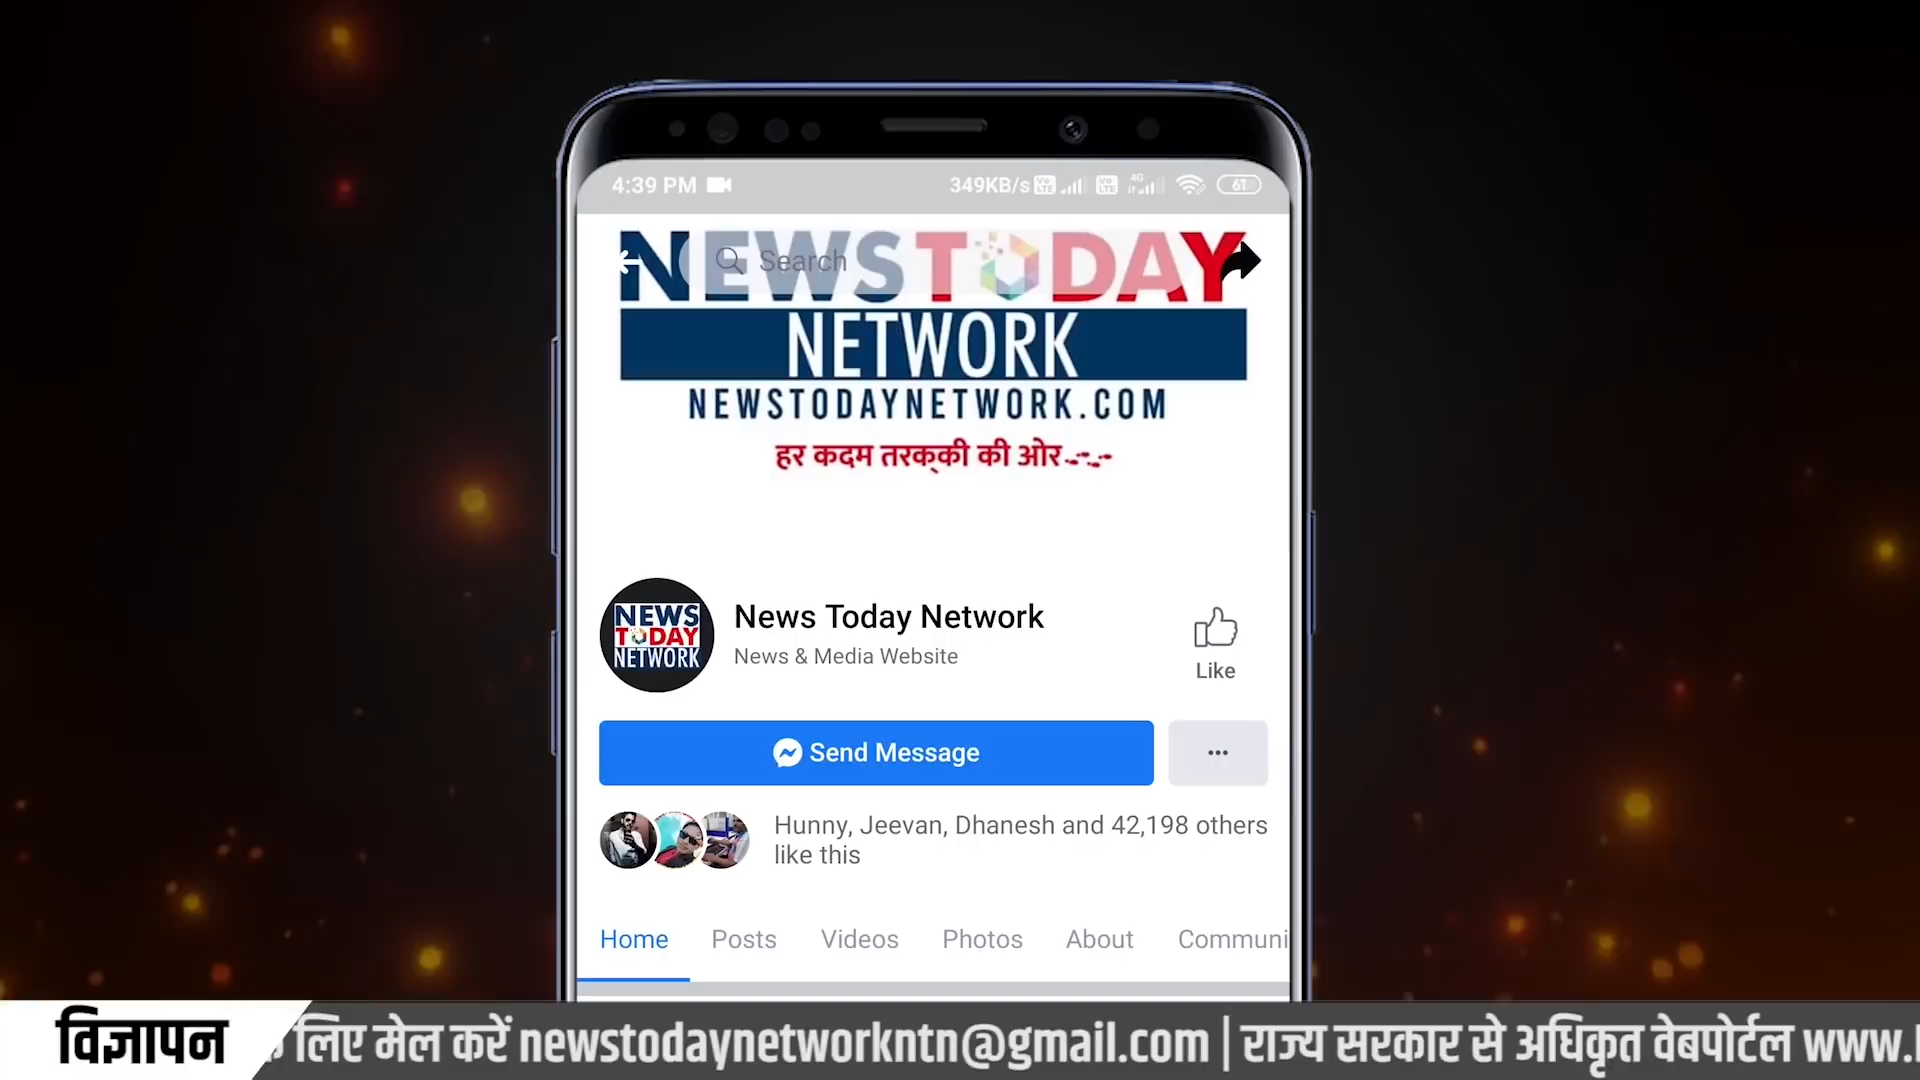 4:39 PM 349KB/s 4G 61
Search
NEWS TODAY
NETWORK
NEWSTODAYNETWORK.COM
हर कदम तरक्की की ओर
NEWS
TODAY
NETWORK
News Today Network
News & Media Website
Like
Send Message
Hunny, Jeevan, Dhanesh and 42,198 others
like this
Home Posts Videos Photos About Communi
विज्ञापन
लिए मेल करें newstodaynetworkntn@gmail.com | राज्य सरकार से अधिकृत वेबपोर्टल www.